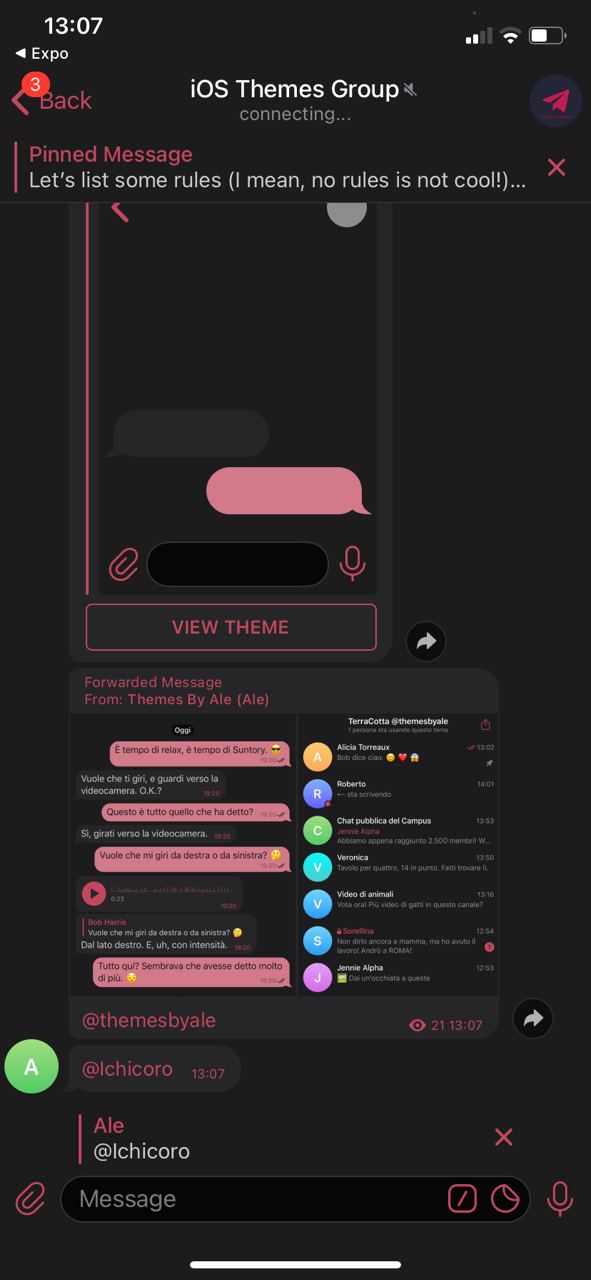 13:07
◀ Expo
3
Back
iOS Themes Group
connecting...
Pinned Message
Let’s list some rules (I mean, no rules is not cool!)...
VIEW THEME
Forwarded Message
From: Themes By Ale (Ale)
Oggi
È tempo di relax, è tempo di Suntory. 😎
19:20
Vuole che ti giri, e guardi verso la
videocamera. O.K.?
19:20
Questo è tutto quello che ha detto?
19:20
Sì, girati verso la videocamera.
19:20
Vuole che mi giri da destra o da sinistra? 🤔
19:20
0:23
19:20
Bob Harris
Vuole che mi giri da destra o da sinistra? 🤔
Dal lato destro. E, uh, con intensità.
19:20
Tutto qui? Sembrava che avesse detto molto
di più. 😧
19:20
TerraCotta @themesbyale
1 persona sta usando questo tema
A
Alicia Torreaux
13:02
Bob dice ciao. 😊 ❤️ 😱
R
Roberto
14:01
sta scrivendo
C
Chat pubblica del Campus
13:53
Jennie Alpha
Abbiamo appena raggiunto 2.500 membri! W...
V
Veronica
13:50
Tavolo per quattro, 14 in punto. Fatti trovare lì.
V
Video di animali
13:16
Vota ora! Più video di gatti in questo canale?
S
Sorellina
12:54
Non dirlo ancora a mamma, ma ho avuto il
lavoro! Andrò a ROMA!
1
J
Jennie Alpha
12:53
🖼️ Dai un'occhiata a queste
@themesbyale
21 13:07
A
@Ichicoro
13:07
Ale
@Ichicoro
Message